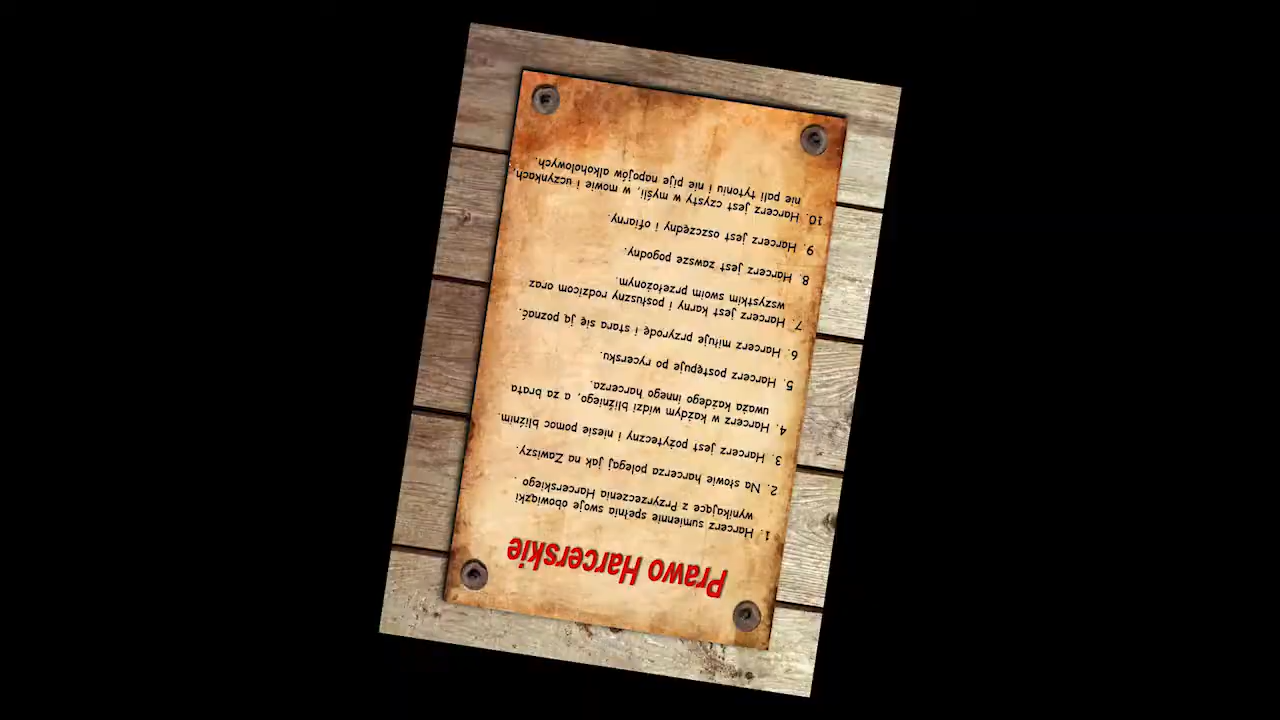 Prawo Harcerskie
1. Harcerz sumiennie spełnia swoje obowiązki
wynikające z Przyrzeczenia Harcerskiego .
2. Na słowie harcerza polegaj jak na Zawiszy.
3. Harcerz jest pożyteczny i niesie pomoc bliźnim.
4. Harcerz w każdym widzi bliźniego, a za brata
uważa każdego innego harcerza.
5. Harcerz postępuje po rycersku.
6. Harcerz miłuje przyrodę i stara się ją poznać.
7. Harcerz jest karny i posłuszny rodzicom oraz
wszystkim swoim przełożonym.
8. Harcerz jest zawsze pogodny.
9. Harcerz jest oszczędny i ofiarny.
10. Harcerz jest czysty w myśli, w mowie i uczynkach,
nie pali tytoniu i nie pije napojów alkoholowych.